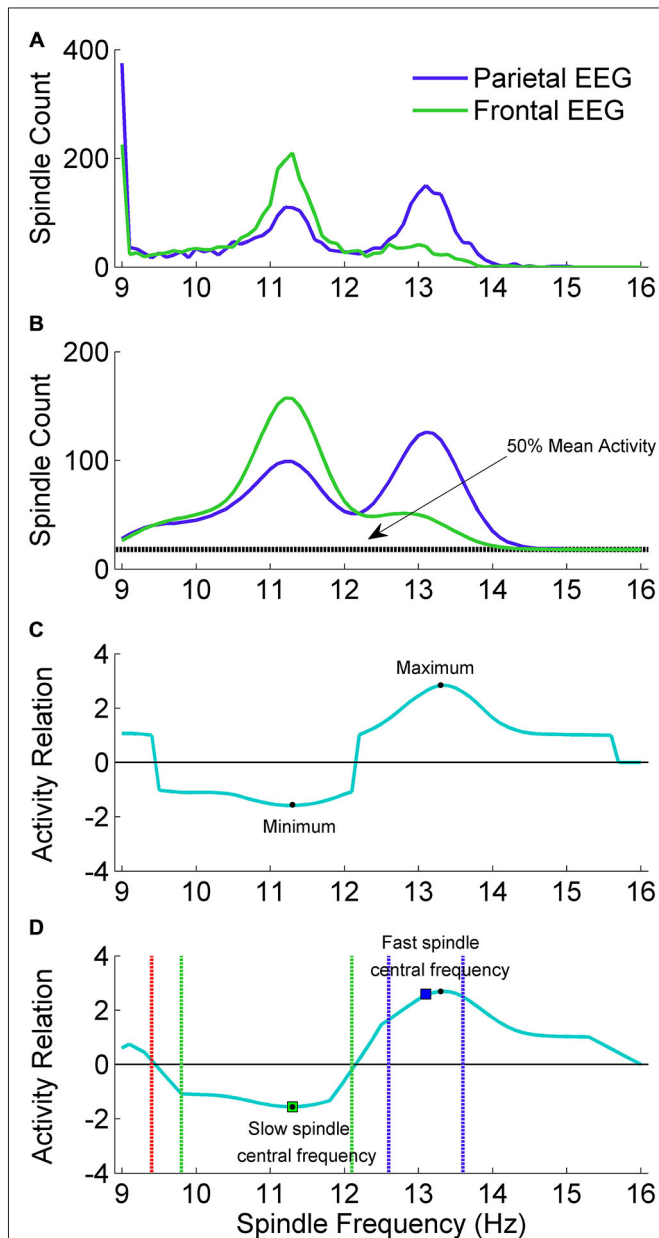 A
400
200
0
Spindle Count
Parietal EEG
Frontal EEG
9 10 11 12 13 14 15 16
B
200
100
0
Spindle Count
50% Mean Activity
9 10 11 12 13 14 15 16
C
4
2
0
-2
-4
Activity Relation
Maximum
Minimum
9 10 11 12 13 14 15 16
D
4
2
0
-2
-4
Activity Relation
Fast spindle
central frequency
Slow spindle
central frequency
9 10 11 12 13 14 15 16
Spindle Frequency (Hz)